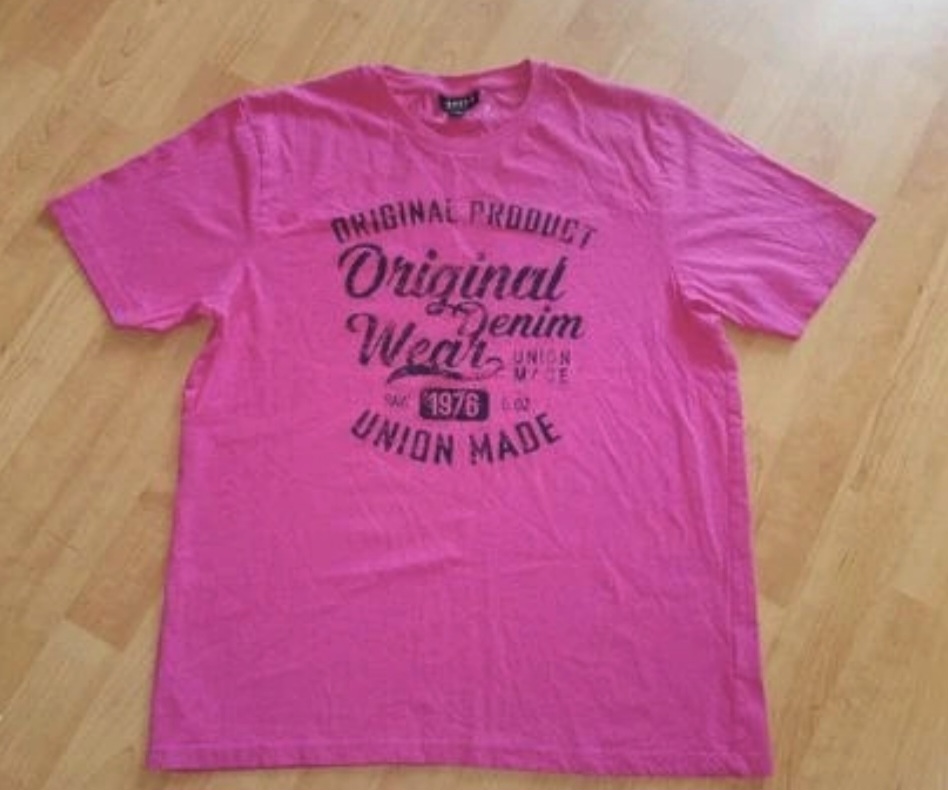 ORIGINAL PRODUCT
Original
Denim
Wear
UNION
MADE
1976
UNION MADE